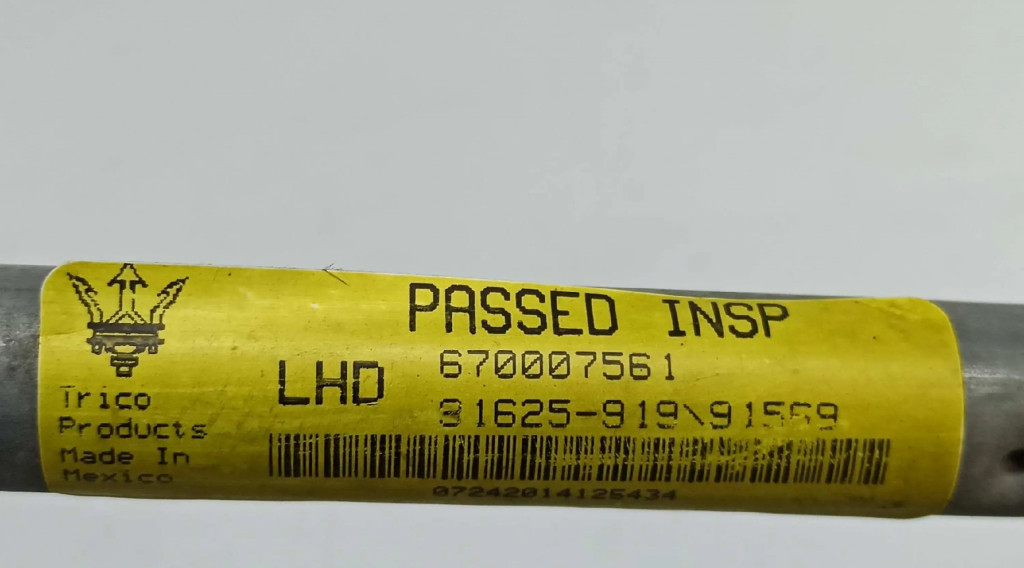 PASSED INSP
LHD
670007561
31625-919\91569
Trico
Products
Made In
Mexico
07242014125434